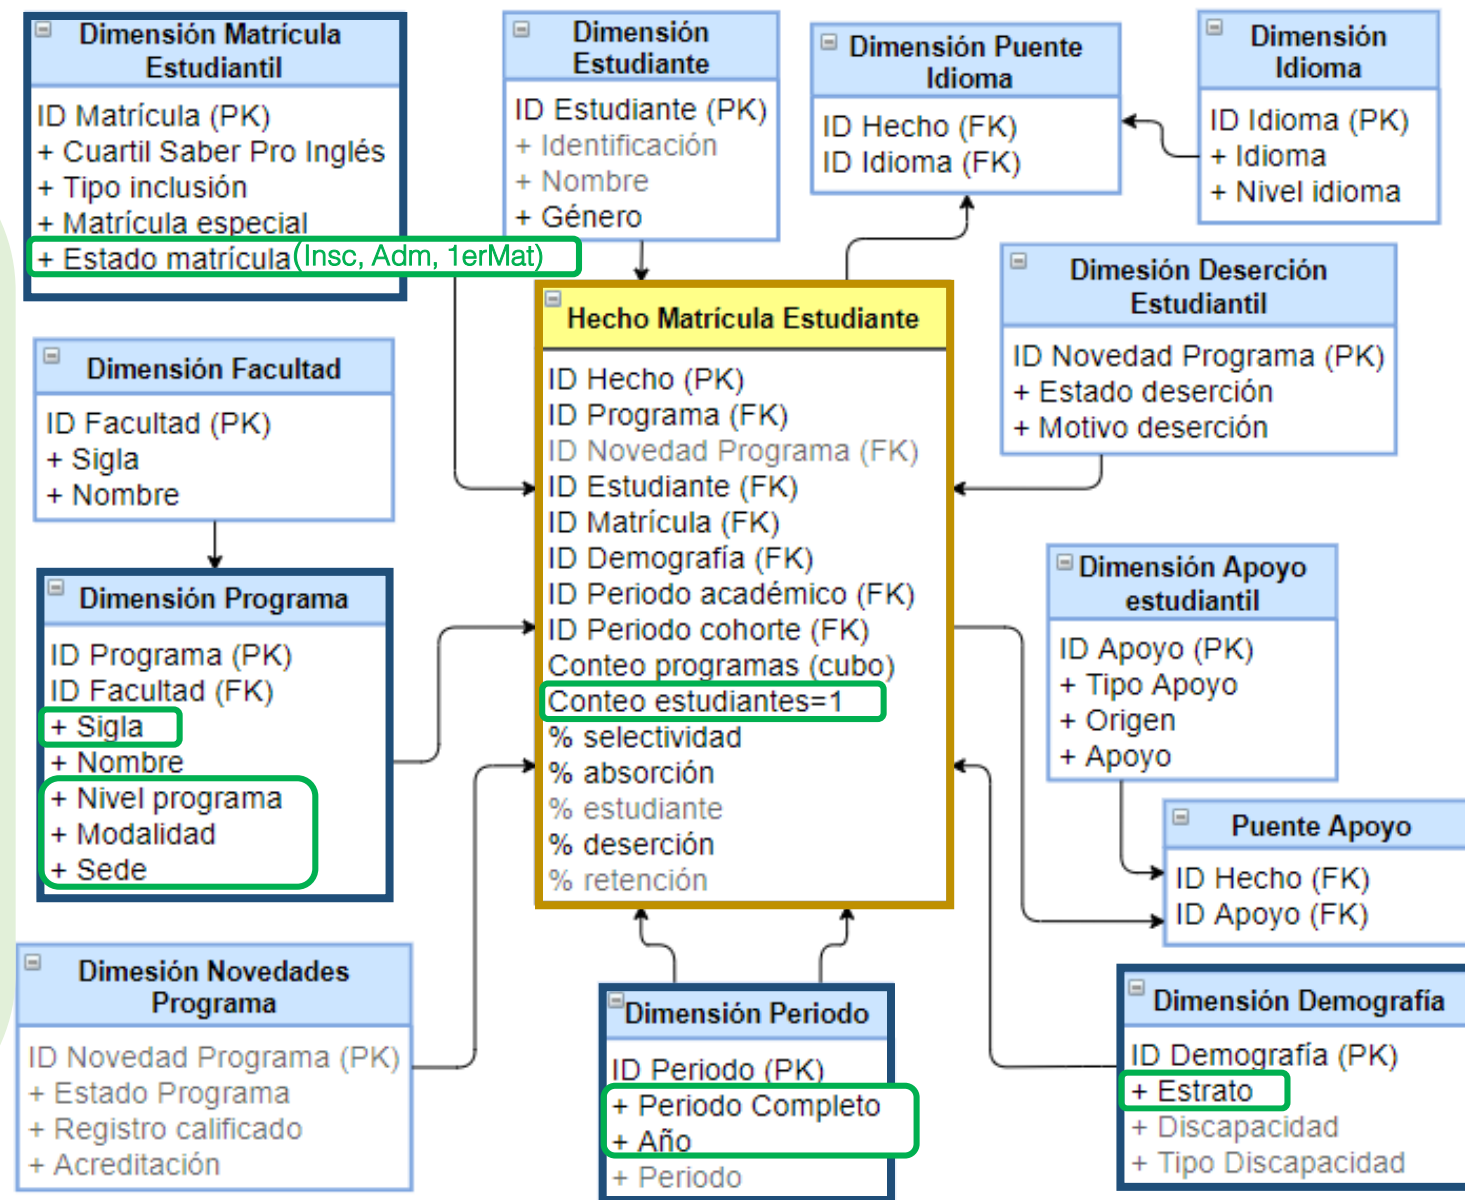 Dimensión Matrícula
Estudiantil
ID Matrícula (PK)
+ Cuartil Saber Pro Inglés
+ Tipo inclusión
+ Matrícula especial
+ Estado matrícula (Insc, Adm, 1erMat)
Dimensión
Estudiante
ID Estudiante (PK)
+ Identificación
+ Nombre
+ Género
Dimensión Puente
Idioma
ID Hecho (FK)
ID Idioma (FK)
Dimensión
Idioma
ID Idioma (PK)
+ Idioma
+ Nivel idioma
Dimesión Deserción
Estudiantil
ID Novedad Programa (PK)
+ Estado deserción
+ Motivo deserción
Dimensión Facultad
ID Facultad (PK)
+ Sigla
+ Nombre
Hecho Matrícula Estudiante
ID Hecho (PK)
ID Programa (FK)
ID Novedad Programa (FK)
ID Estudiante (FK)
ID Matrícula (FK)
ID Demografía (FK)
ID Periodo académico (FK)
ID Periodo cohorte (FK)
Conteo programas (cubo)
Conteo estudiantes=1
% selectividad
% absorción
% estudiante
% deserción
% retención
Dimensión Programa
ID Programa (PK)
ID Facultad (FK)
+ Sigla
+ Nombre
+ Nivel programa
+ Modalidad
+ Sede
Dimensión Apoyo
estudiantil
ID Apoyo (PK)
+ Tipo Apoyo
+ Origen
+ Apoyo
Puente Apoyo
ID Hecho (FK)
ID Apoyo (FK)
Dimesión Novedades
Programa
ID Novedad Programa (PK)
+ Estado Programa
+ Registro calificado
+ Acreditación
Dimensión Periodo
ID Periodo (PK)
+ Periodo Completo
+ Año
+ Periodo
Dimensión Demografía
ID Demografía (PK)
+ Estrato
+ Discapacidad
+ Tipo Discapacidad